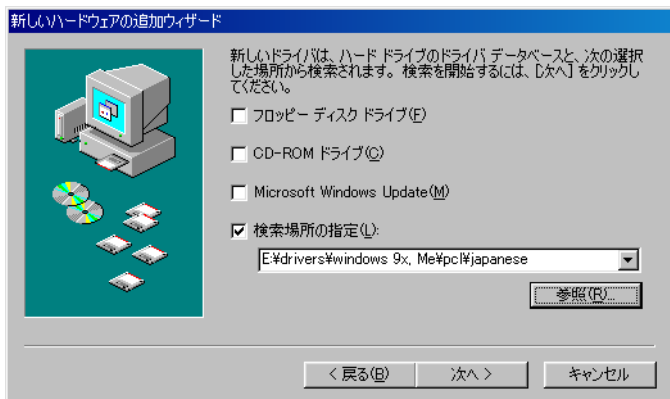 新しいハードウェアの追加ウィザード
新しいドライバは、ハード ドライブのドライバ データベースと、次の選択
した場所から検索されます。検索を開始するには、[次へ] をクリックし
てください。
フロッピー ディスク ドライブ(F)
CD-ROM ドライブ(C)
Microsoft Windows Update(M)
検索場所の指定(L):
E:¥drivers¥windows 9x, Me¥pcl¥japanese
参照(R)...
< 戻る(B)
次へ >
キャンセル